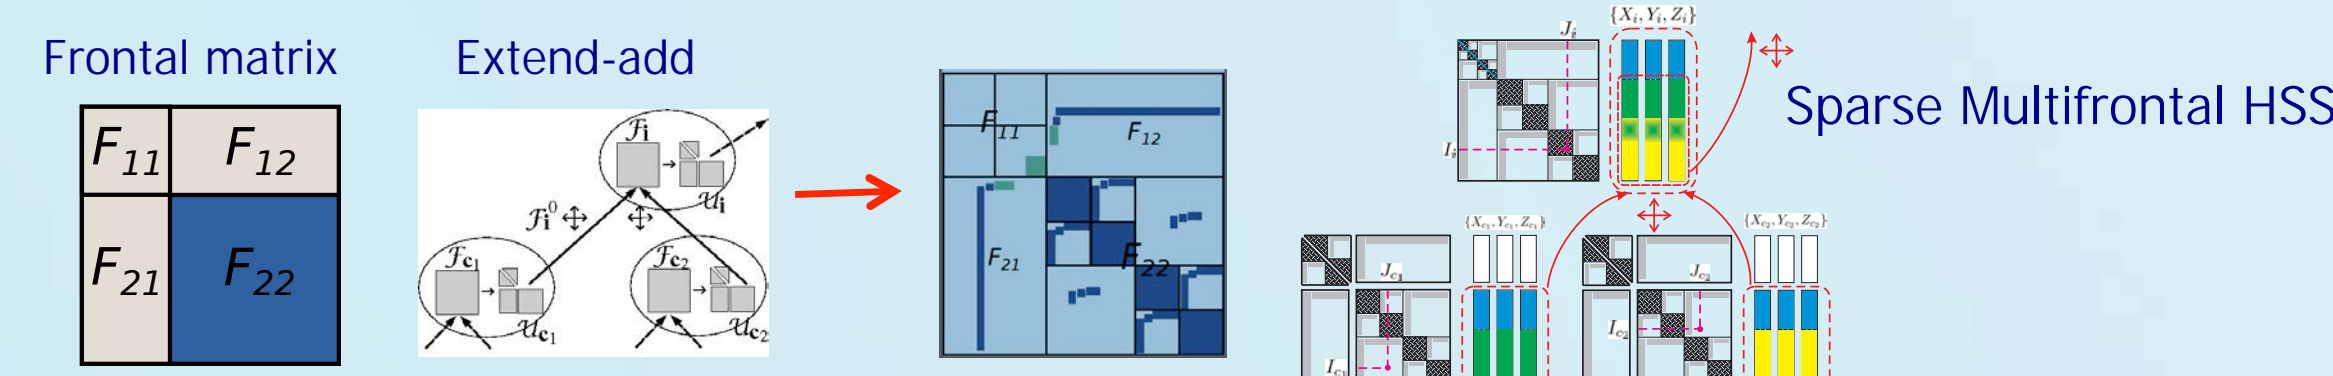 Frontal matrix
F11
F12
F21
F22
Extend-add
ℱi
𝒰i
ℱi⁰
ℱc1
𝒰c1
ℱc2
𝒰c2
F11
F12
F21
F22
{Xi, Yi, Zi}
Ji
Ii
Sparse Multifrontal HSS
{Xc1, Yc1, Zc1}
{Xc2, Yc2, Zc2}
Jc1
Jc2
Ic1
Ic2